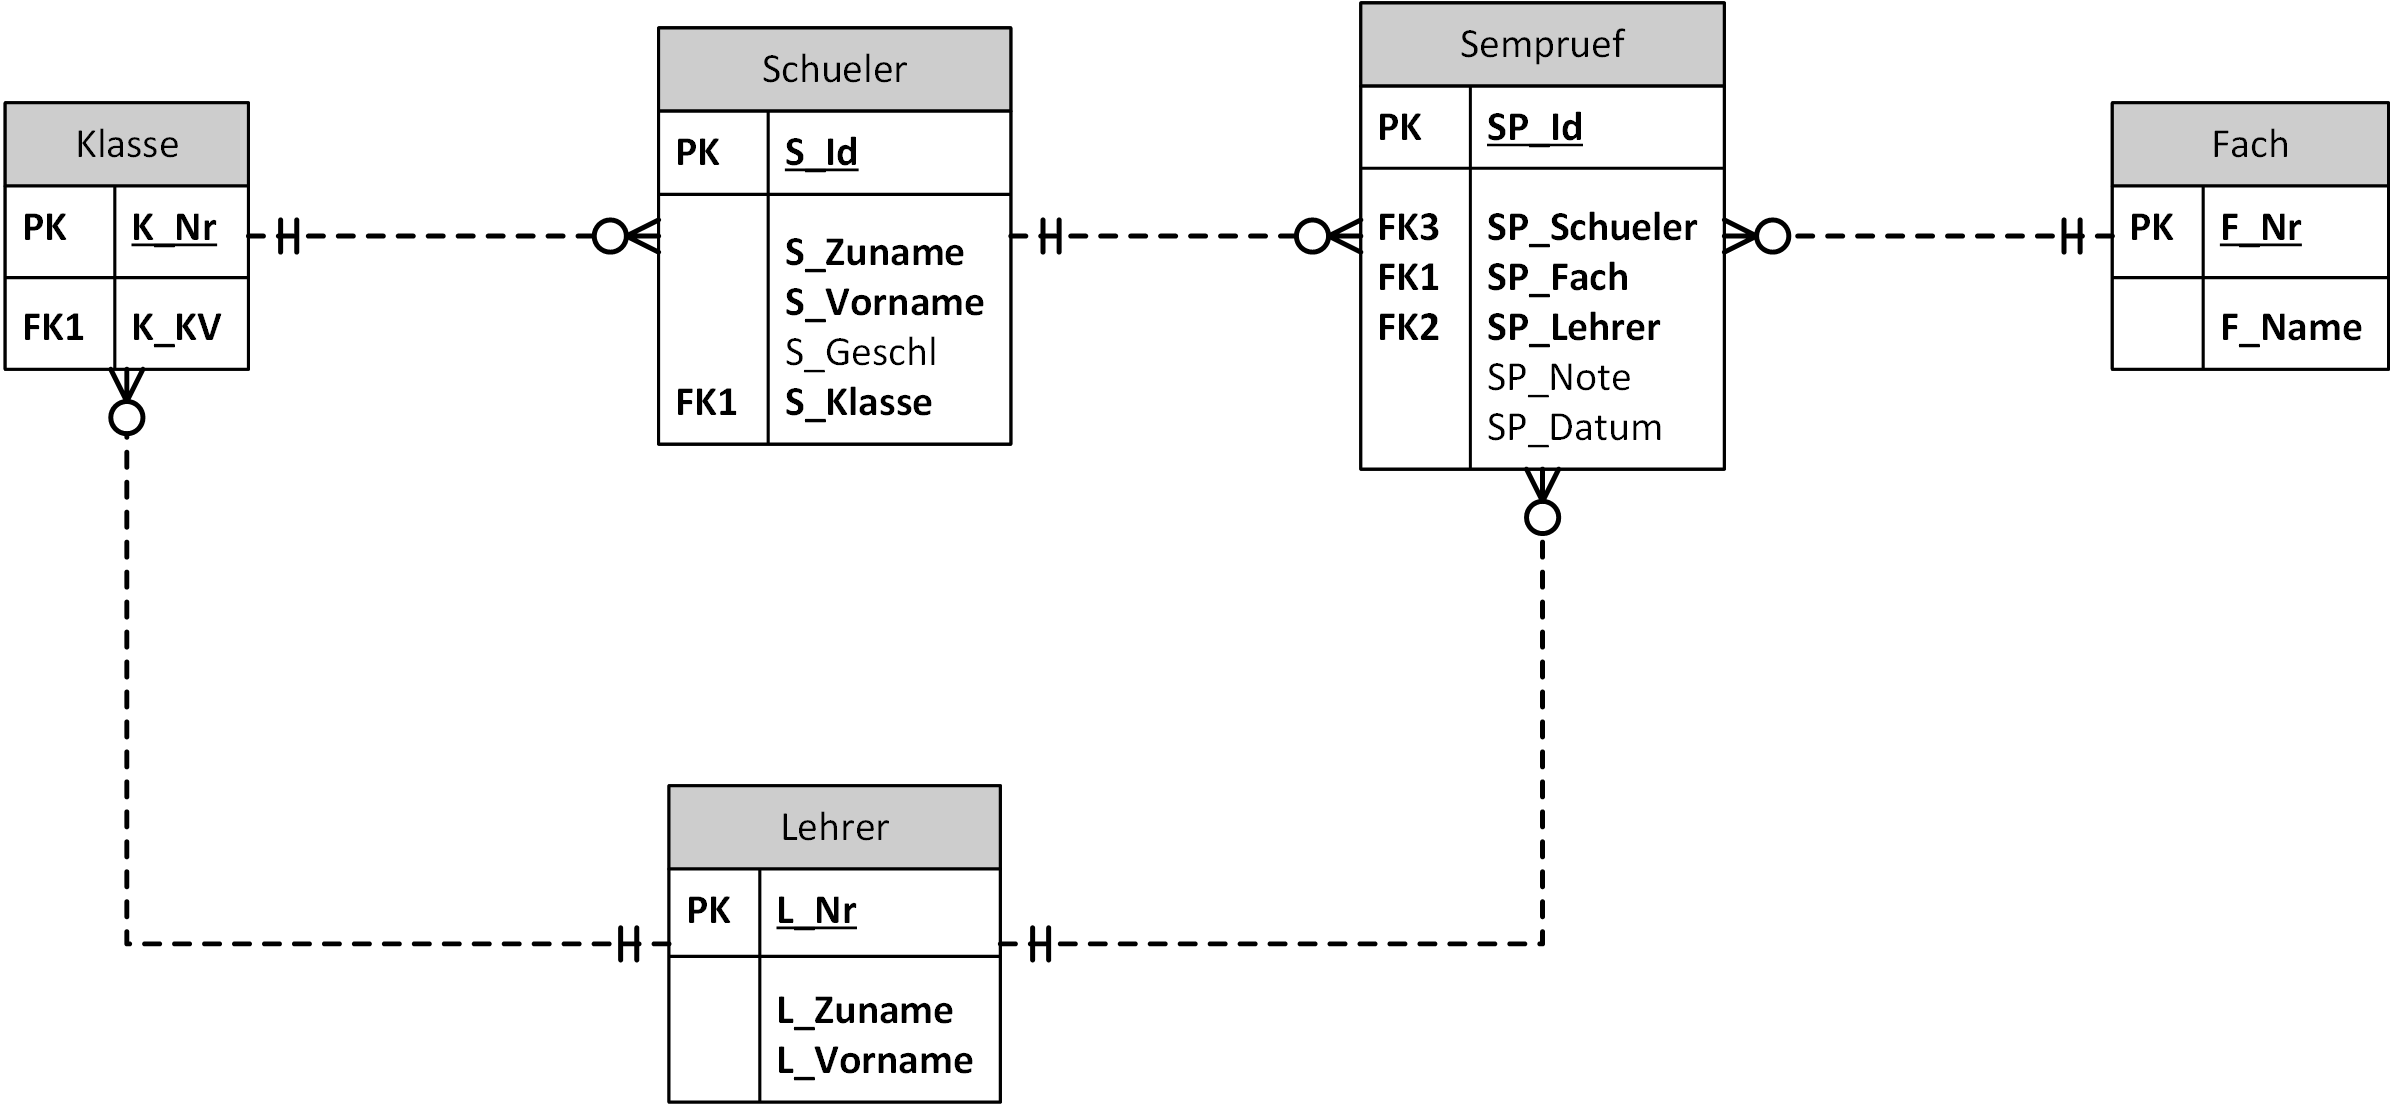 Klasse
PK K_Nr
FK1 K_KV
Schueler
PK S_Id
S_Zuname
S_Vorname
S_Geschl
FK1 S_Klasse
Sempruef
PK SP_Id
FK3 SP_Schueler
FK1 SP_Fach
FK2 SP_Lehrer
SP_Note
SP_Datum
Fach
PK F_Nr
F_Name
Lehrer
PK L_Nr
L_Zuname
L_Vorname